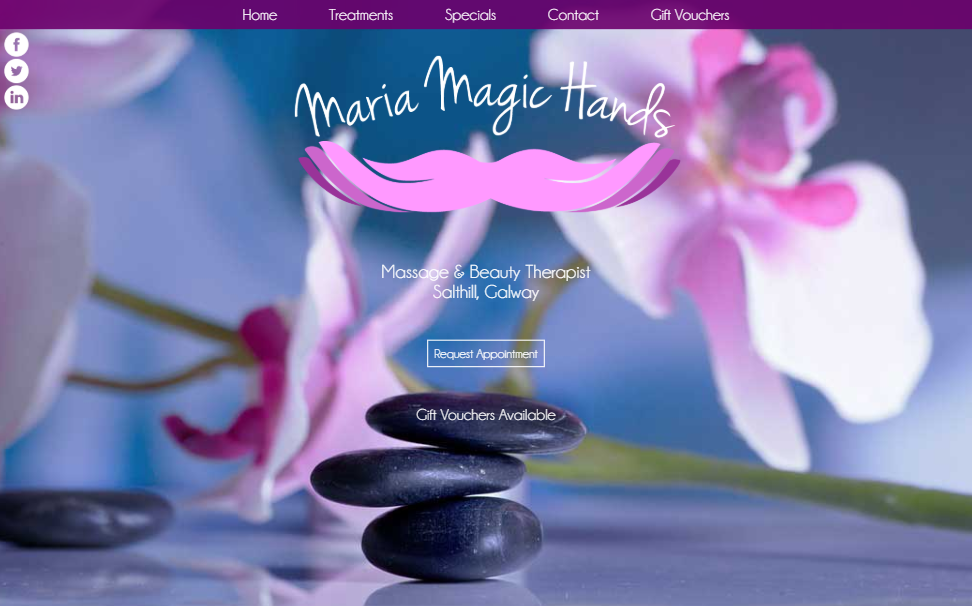 Home Treatments Specials Contact Gift Vouchers
Maria Magic Hands
Massage & Beauty Therapist
Salthill, Galway
Request Appointment
Gift Vouchers Available